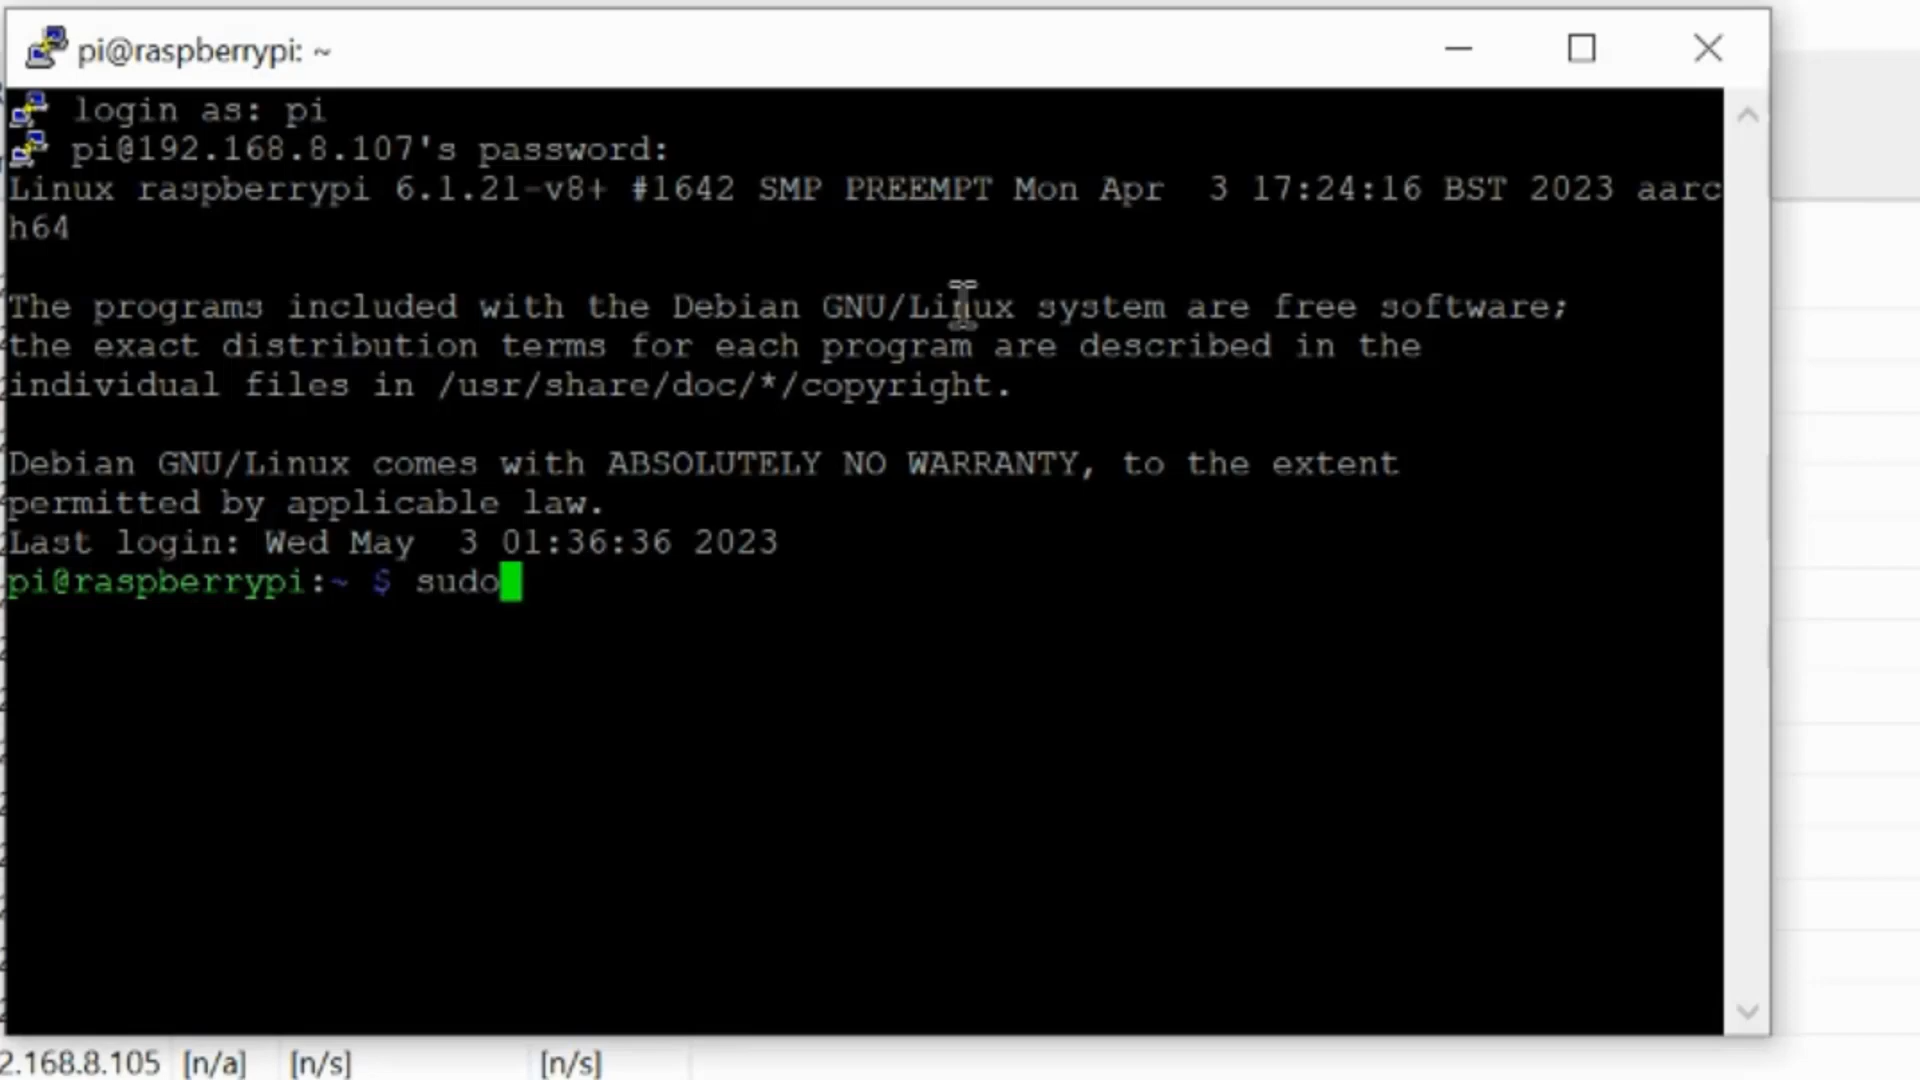 pi@raspberrypi: ~
login as: pi
pi@192.168.8.107's password:
Linux raspberrypi 6.1.21-v8+ #1642 SMP PREEMPT Mon Apr  3 17:24:16 BST 2023 aarc
h64
The programs included with the Debian GNU/Linux system are free software;
the exact distribution terms for each program are described in the
individual files in /usr/share/doc/*/copyright.
Debian GNU/Linux comes with ABSOLUTELY NO WARRANTY, to the extent
permitted by applicable law.
Last login: Wed May  3 01:36:36 2023
pi@raspberrypi:~ $ sudo
2.168.8.105 [n/a] [n/s] [n/s]